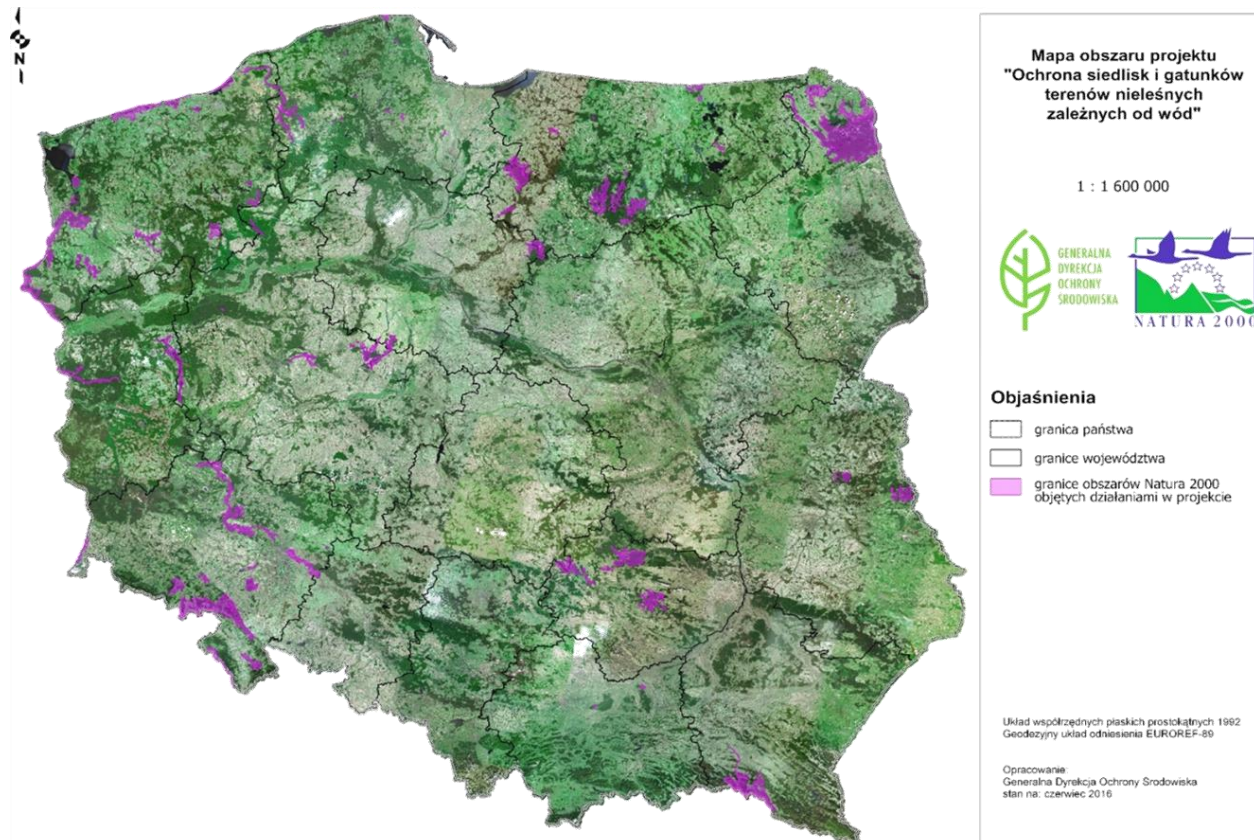 N
Mapa obszaru projektu
"Ochrona siedlisk i gatunków
terenów nieleśnych
zależnych od wód"
1 : 1 600 000
GENERALNA
DYREKCJA
OCHRONY
ŚRODOWISKA
NATURA 2000
Objaśnienia
granica państwa
granice województwa
granice obszarów Natura 2000
objętych działaniami w projekcie
Układ współrzędnych płaskich prostokątnych 1992
Geodezyjny układ odniesienia EUROREF-89
Opracowanie:
Generalna Dyrekcja Ochrony Środowiska
stan na: czerwiec 2016